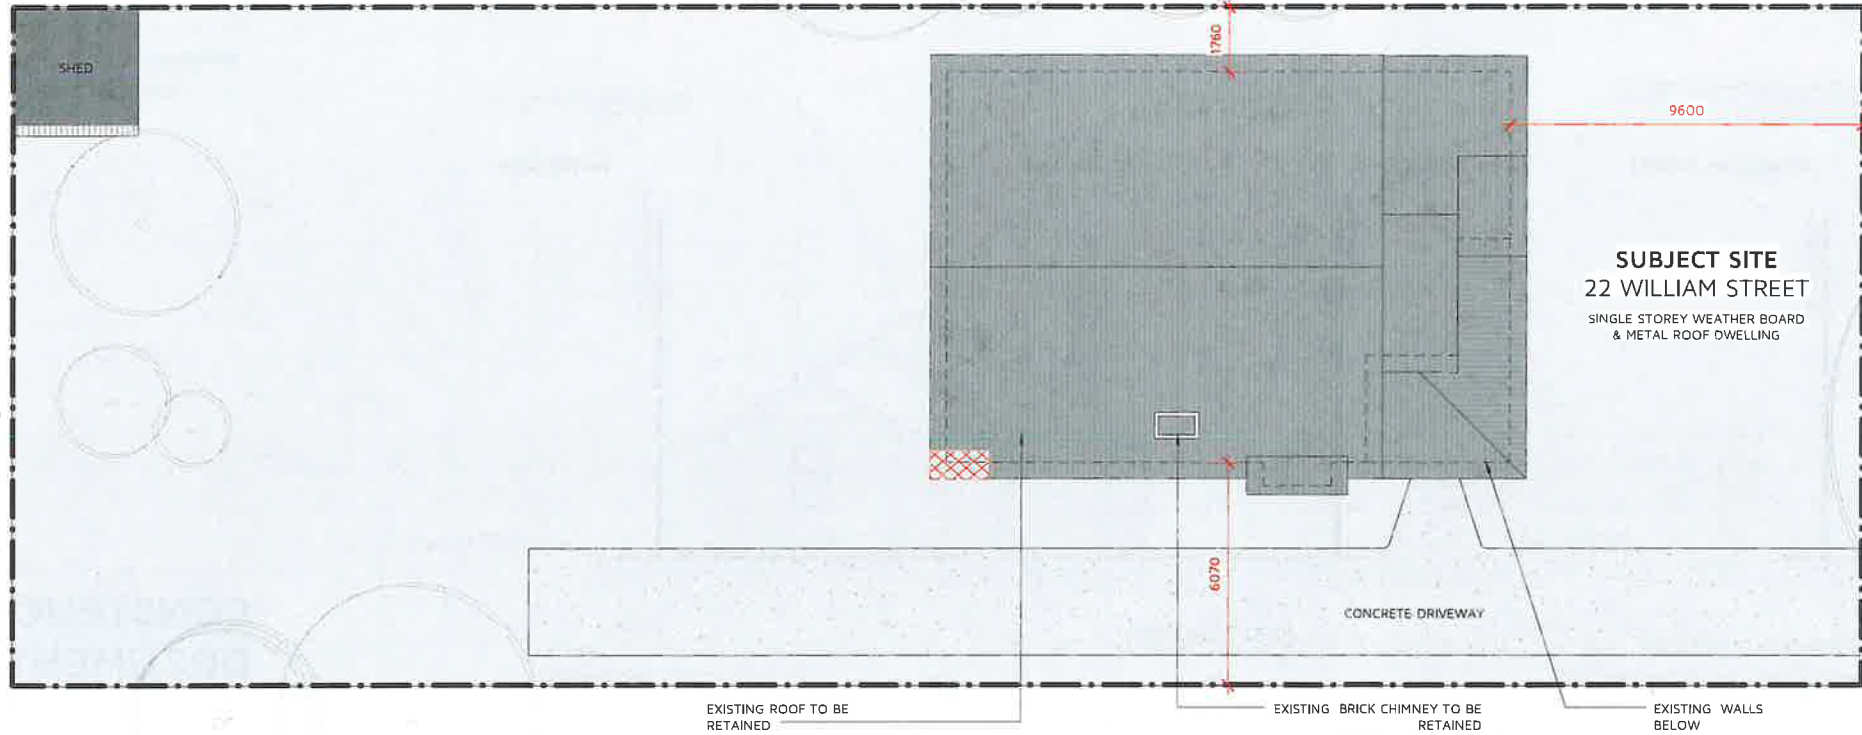 SHED
1760
9600
SUBJECT SITE
22 WILLIAM STREET
SINGLE STOREY WEATHER BOARD
& METAL ROOF DWELLING
6070
CONCRETE DRIVEWAY
EXISTING ROOF TO BE
RETAINED
EXISTING BRICK CHIMNEY TO BE
RETAINED
EXISTING WALLS
BELOW